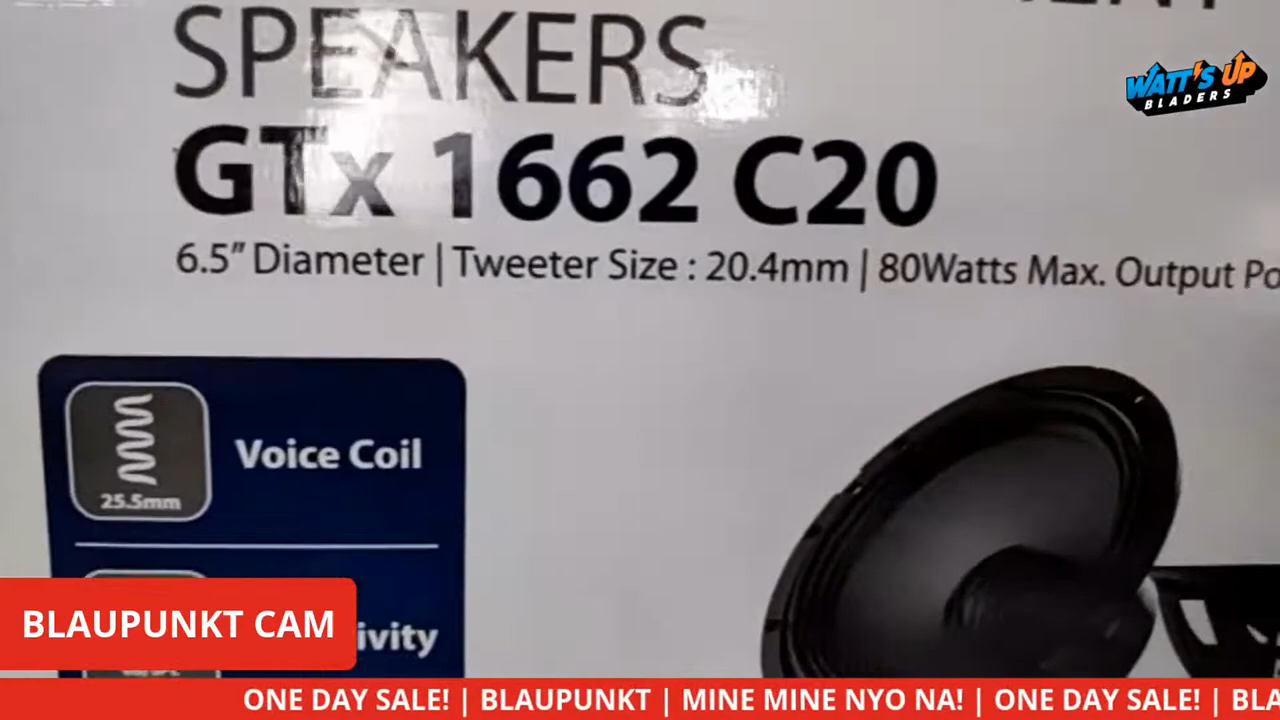 SPEAKERS
WATT'S UP
BLADERS
GTx 1662 C20
6.5” Diameter | Tweeter Size : 20.4mm | 80Watts Max. Output Po
Voice Coil
25.5mm
BLAUPUNKT CAM
ivity
ONE DAY SALE! | BLAUPUNKT | MINE MINE NYO NA! | ONE DAY SALE! | BLA